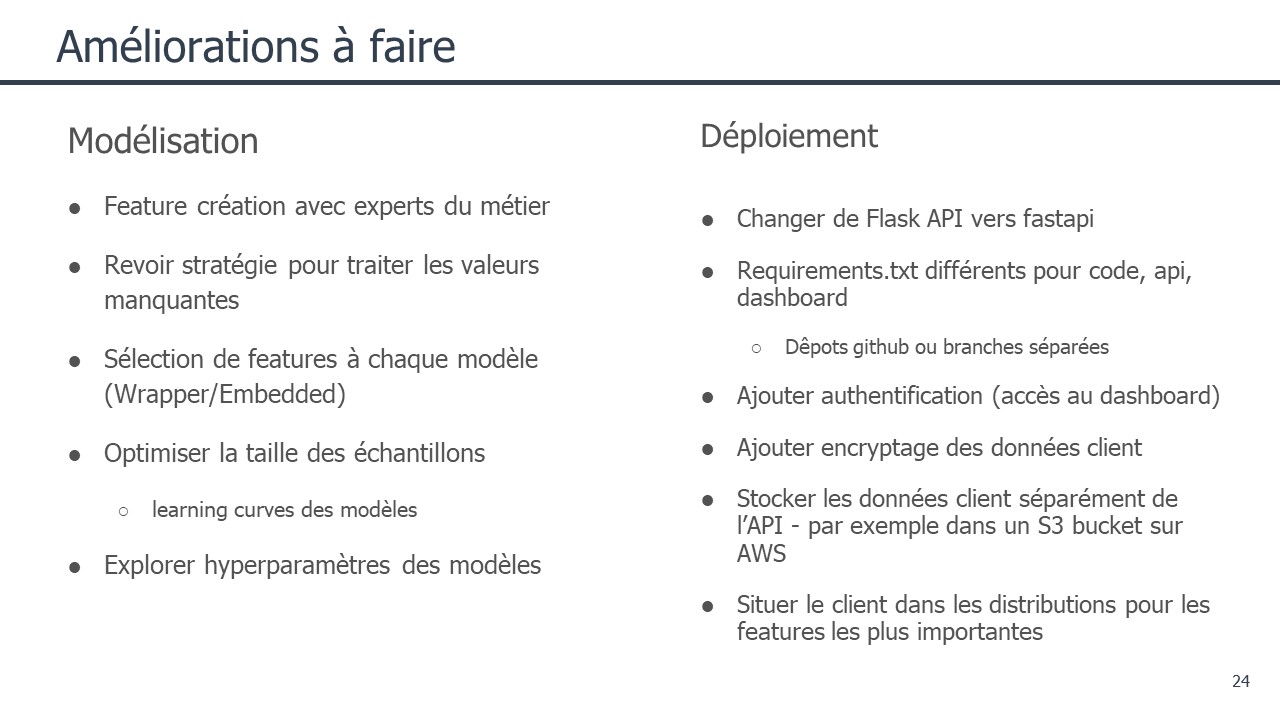 Améliorations à faire
Modélisation
● Feature création avec experts du métier
● Revoir stratégie pour traiter les valeurs
manquantes
● Sélection de features à chaque modèle
(Wrapper/Embedded)
● Optimiser la taille des échantillons
○ learning curves des modèles
● Explorer hyperparamètres des modèles
Déploiement
● Changer de Flask API vers fastapi
● Requirements.txt différents pour code, api,
dashboard
○ Dêpots github ou branches séparées
● Ajouter authentification (accès au dashboard)
● Ajouter encryptage des données client
● Stocker les données client séparément de
l’API - par exemple dans un S3 bucket sur
AWS
● Situer le client dans les distributions pour les
features les plus importantes
24